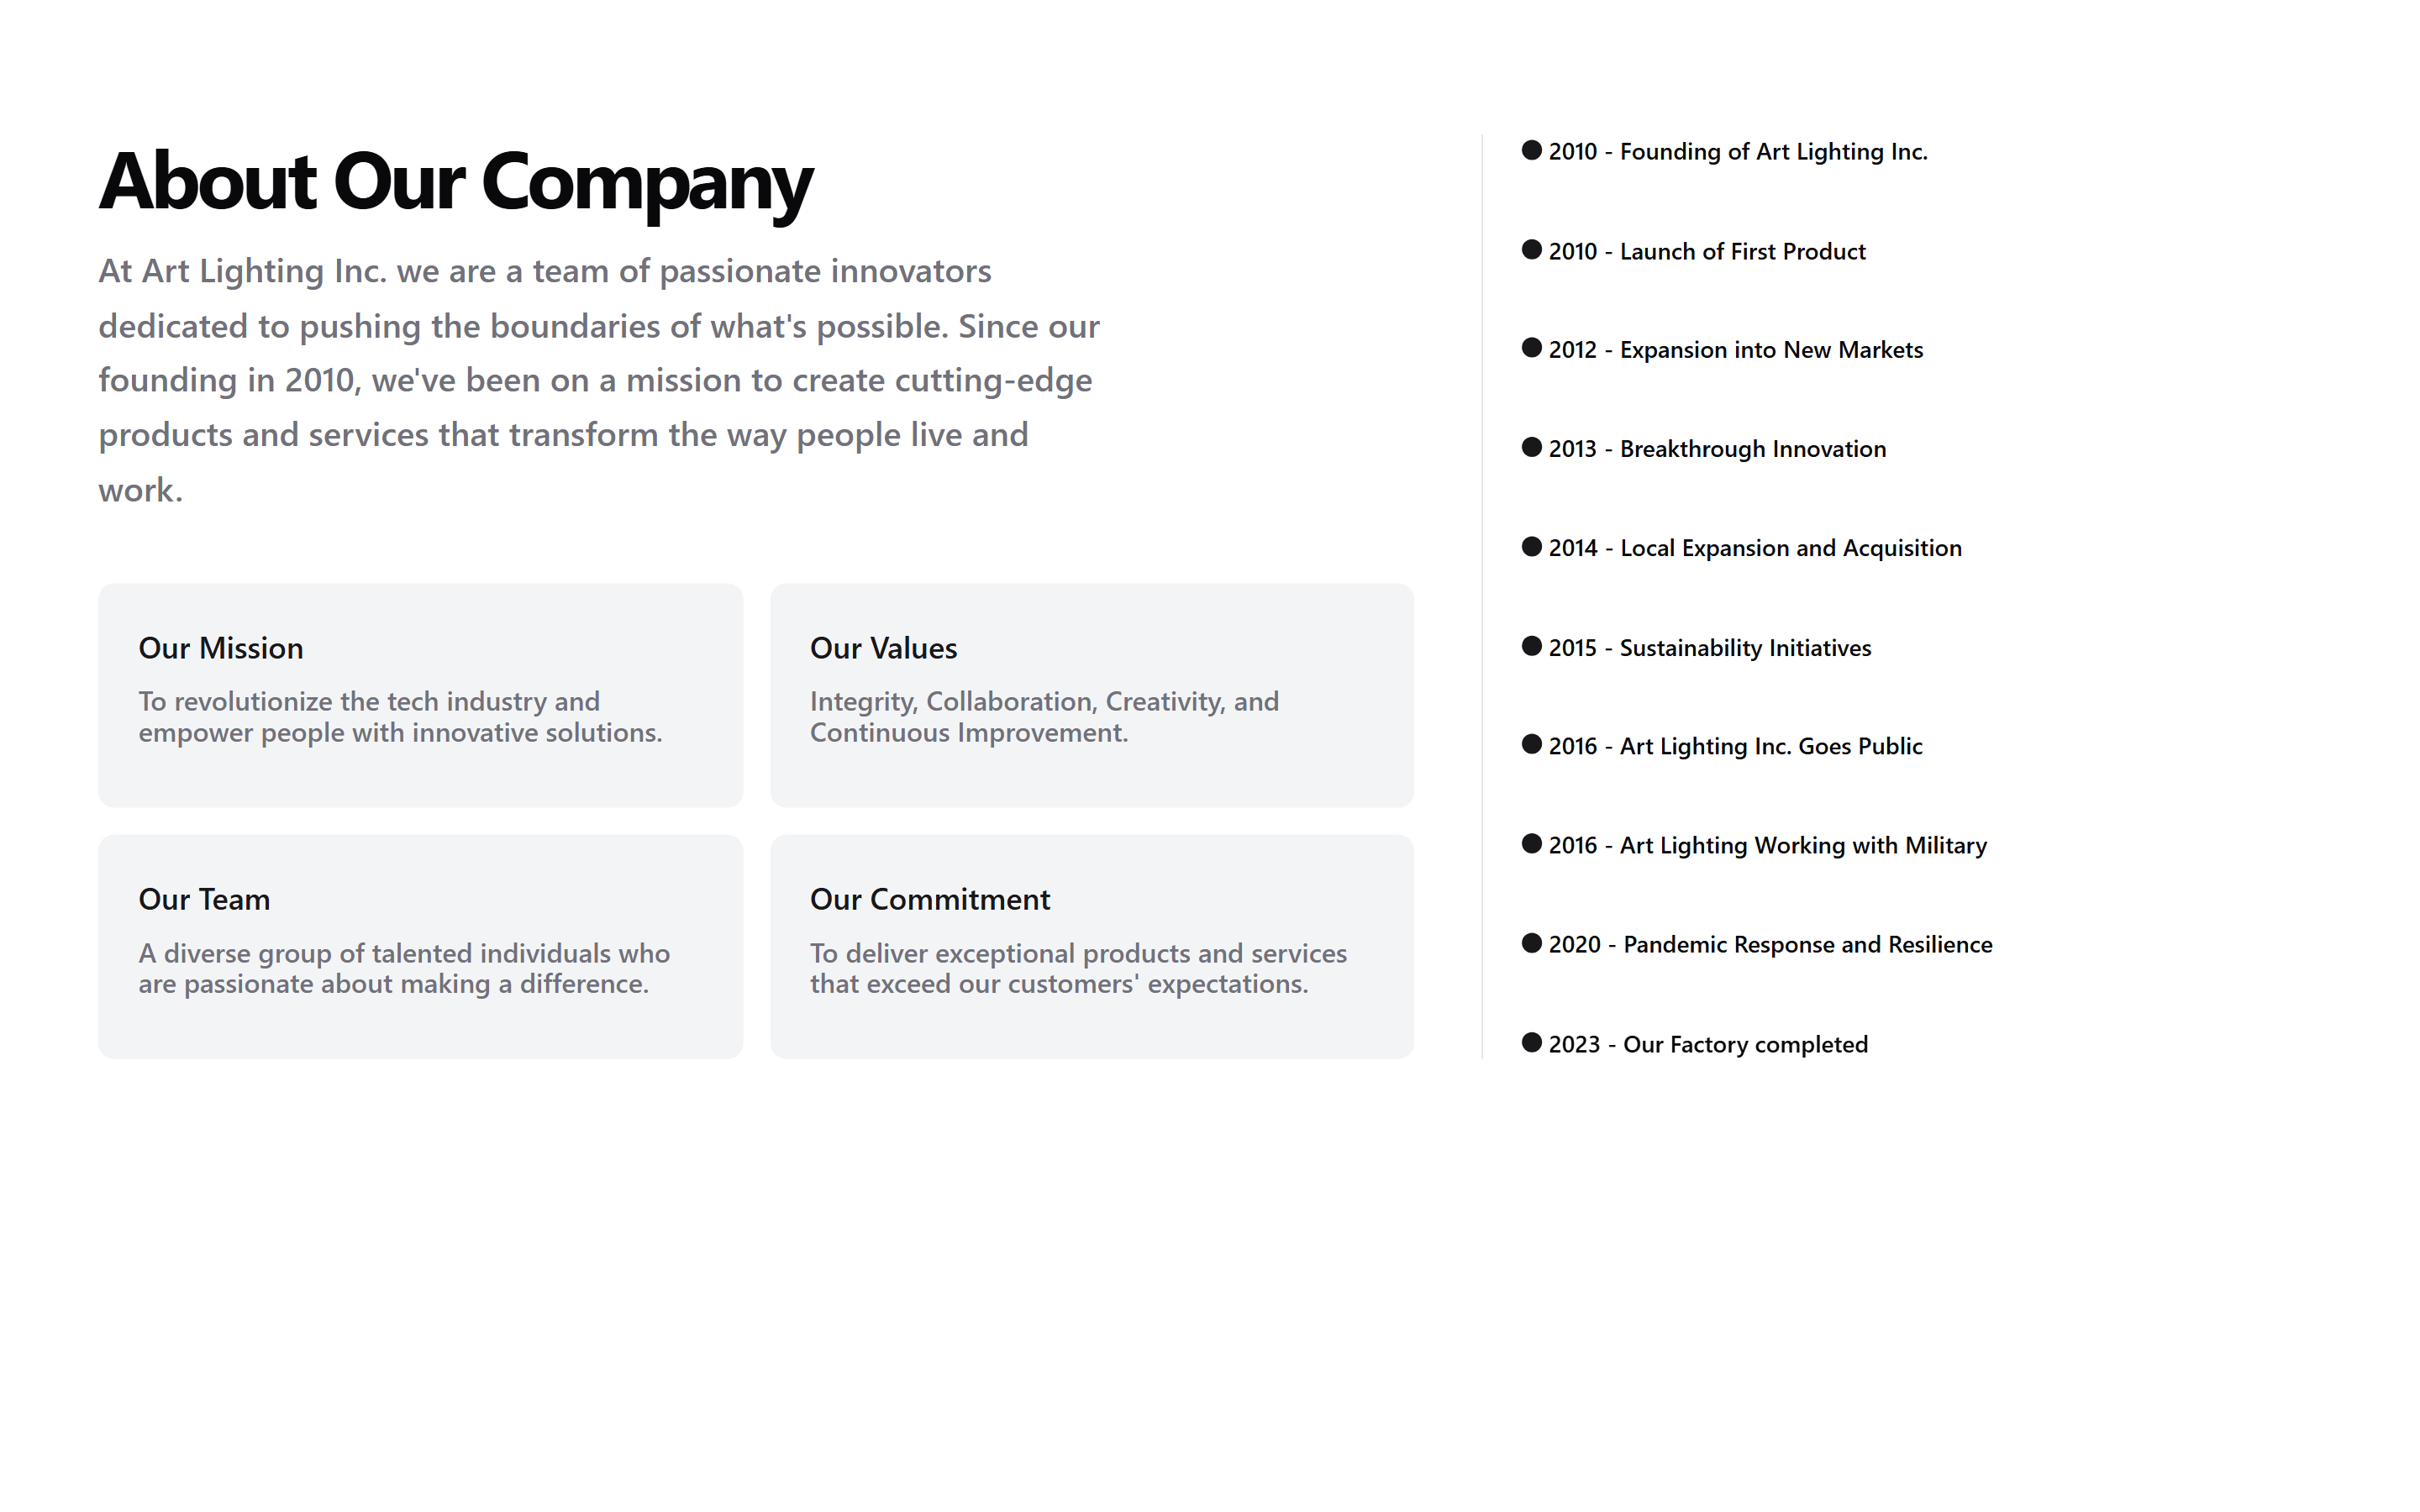 About Our Company
At Art Lighting Inc. we are a team of passionate innovators
dedicated to pushing the boundaries of what's possible. Since our
founding in 2010, we've been on a mission to create cutting-edge
products and services that transform the way people live and
work.
Our Mission
To revolutionize the tech industry and
empower people with innovative solutions.
Our Values
Integrity, Collaboration, Creativity, and
Continuous Improvement.
Our Team
A diverse group of talented individuals who
are passionate about making a difference.
Our Commitment
To deliver exceptional products and services
that exceed our customers' expectations.
2010 - Founding of Art Lighting Inc.
2010 - Launch of First Product
2012 - Expansion into New Markets
2013 - Breakthrough Innovation
2014 - Local Expansion and Acquisition
2015 - Sustainability Initiatives
2016 - Art Lighting Inc. Goes Public
2016 - Art Lighting Working with Military
2020 - Pandemic Response and Resilience
2023 - Our Factory completed